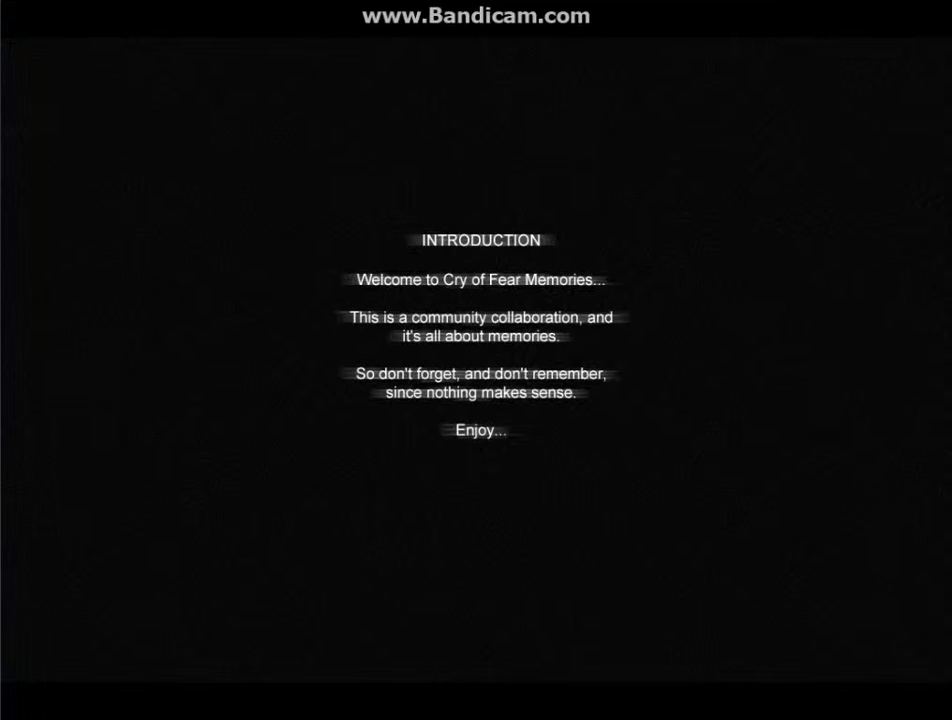 www.Bandicam.com
INTRODUCTION
Welcome to Cry of Fear Memories...
This is a community collaboration, and
it's all about memories.
So don't forget, and don't remember,
since nothing makes sense.
Enjoy...